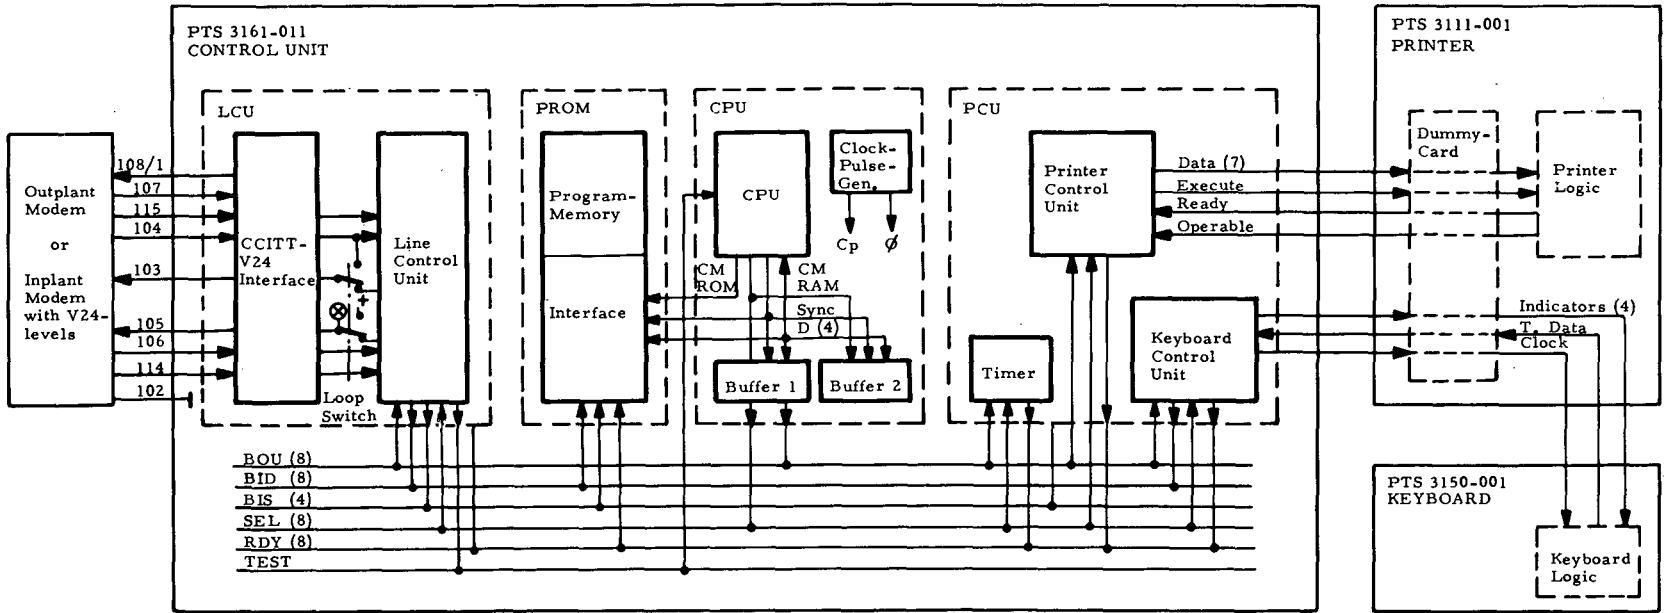 PTS 3161-011
CONTROL UNIT
PTS 3111-001
PRINTER
LCU
PROM
CPU
PCU
Outplant
Modem
or
Inplant
Modem
with V24-
levels
108/1
107
115
104
103
105
106
114
102
CCITT-
V24
Interface
+
Loop
Switch
Line
Control
Unit
Program-
Memory
Interface
CPU
Clock-
Pulse-
Gen.
Cp
Ø
CM
ROM
CM
RAM
Sync
D (4)
Buffer 1
Buffer 2
Printer
Control
Unit
Timer
Keyboard
Control
Unit
Data (7)
Execute
Ready
Operable
Dummy-
Card
Printer
Logic
Indicators (4)
T. Data
Clock
BOU (8)
BID (8)
BIS (4)
SEL (8)
RDY (8)
TEST
PTS 3150-001
KEYBOARD
Keyboard
Logic